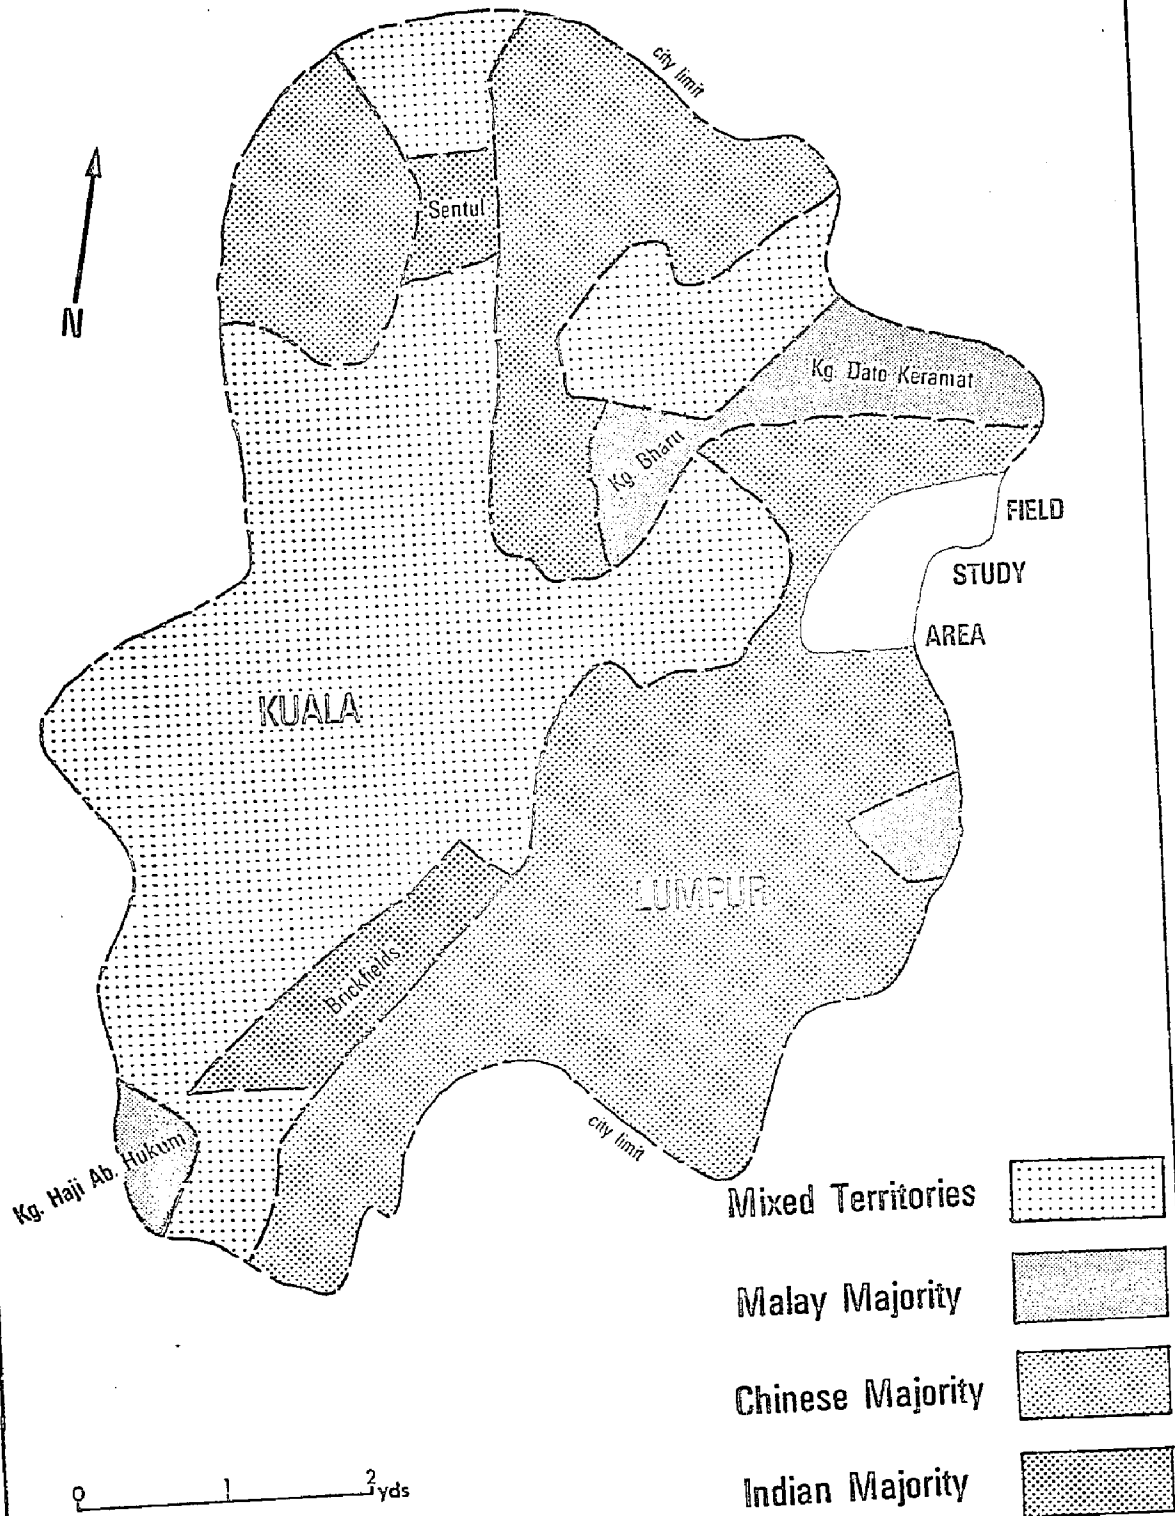 city limit
Sentul
N
Kg. Dato Keramat
Kg. Bharu
FIELD
STUDY
AREA
KUALA
LUMPUR
Brickfields
city limit
Kg. Haji Ab. Hukum
Mixed Territories
Malay Majority
Chinese Majority
Indian Majority
0 1 2 yds